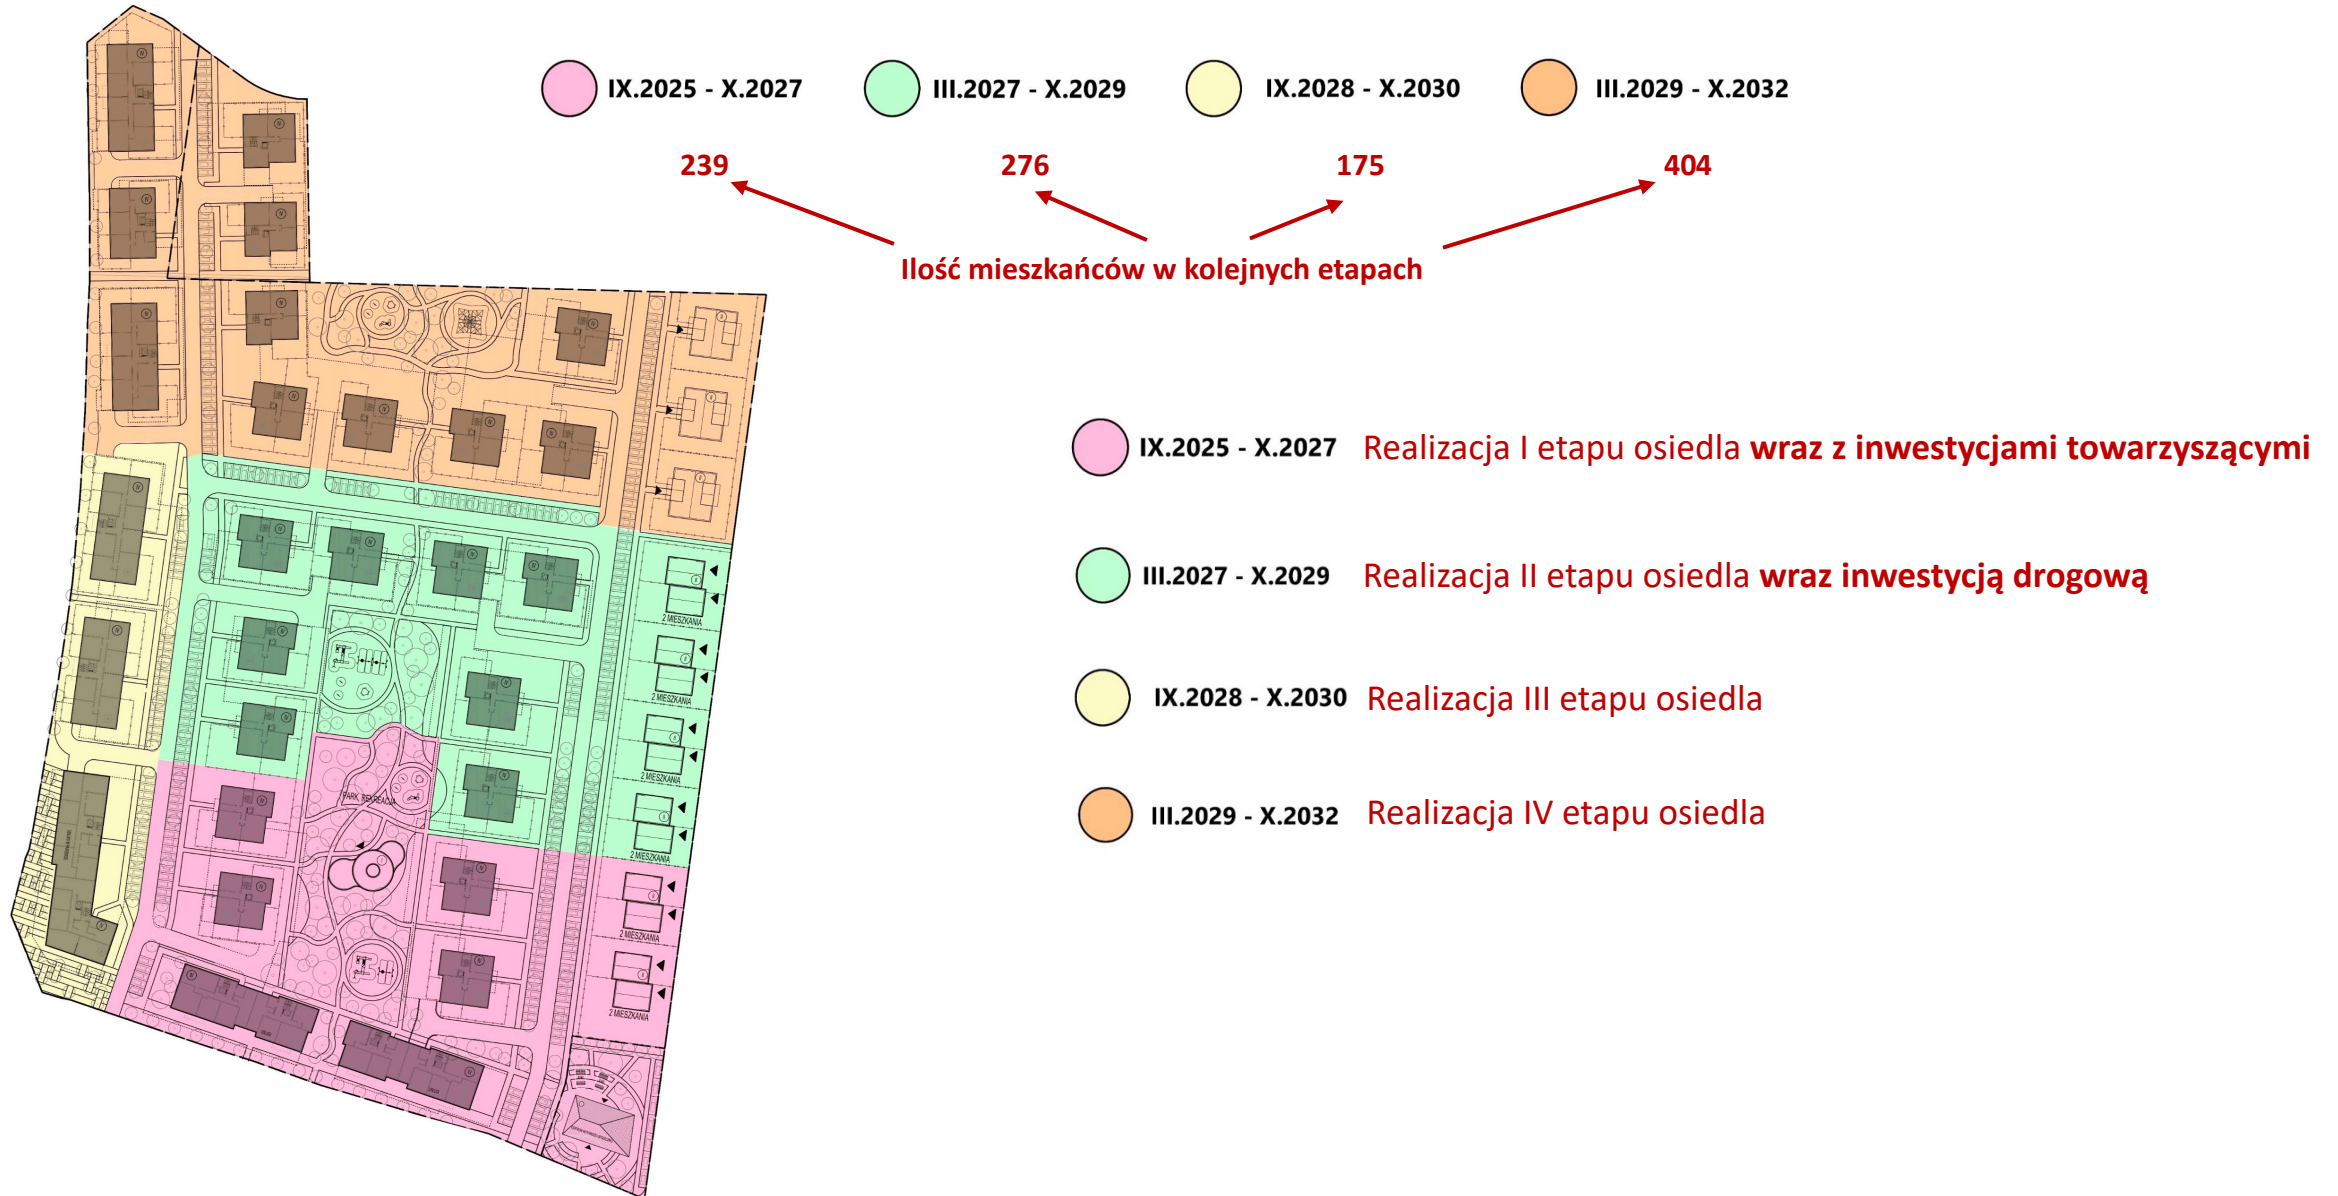 IX.2025 - X.2027
III.2027 - X.2029
IX.2028 - X.2030
III.2029 - X.2032
239
276
175
404
Ilość mieszkańców w kolejnych etapach
IX.2025 - X.2027 Realizacja I etapu osiedla wraz z inwestycjami towarzyszącymi
III.2027 - X.2029 Realizacja II etapu osiedla wraz inwestycją drogową
IX.2028 - X.2030 Realizacja III etapu osiedla
III.2029 - X.2032 Realizacja IV etapu osiedla
2 MIESZKANIA
2 MIESZKANIA
2 MIESZKANIA
2 MIESZKANIA
2 MIESZKANIA
2 MIESZKANIA
PARK REKREACJA